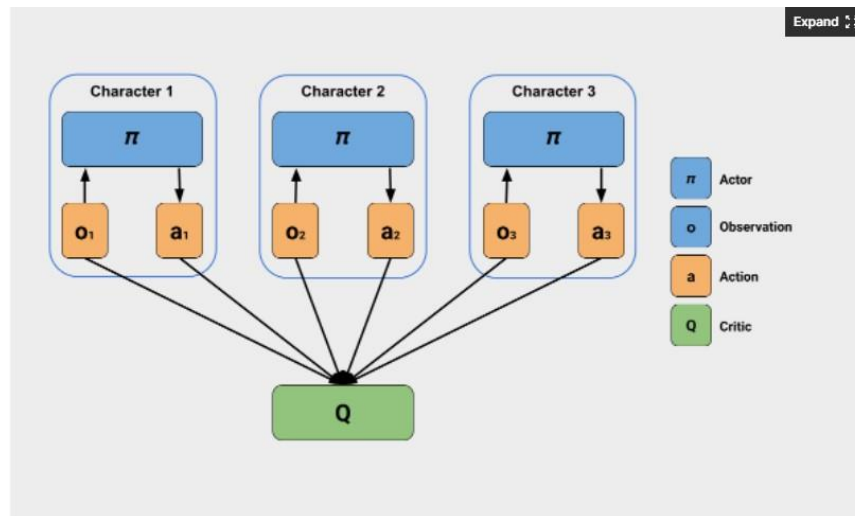 Expand
Character 1
Character 2
Character 3
π
π
π
o₁
a₁
o₂
a₂
o₃
a₃
Q
π Actor
o Observation
a Action
Q Critic